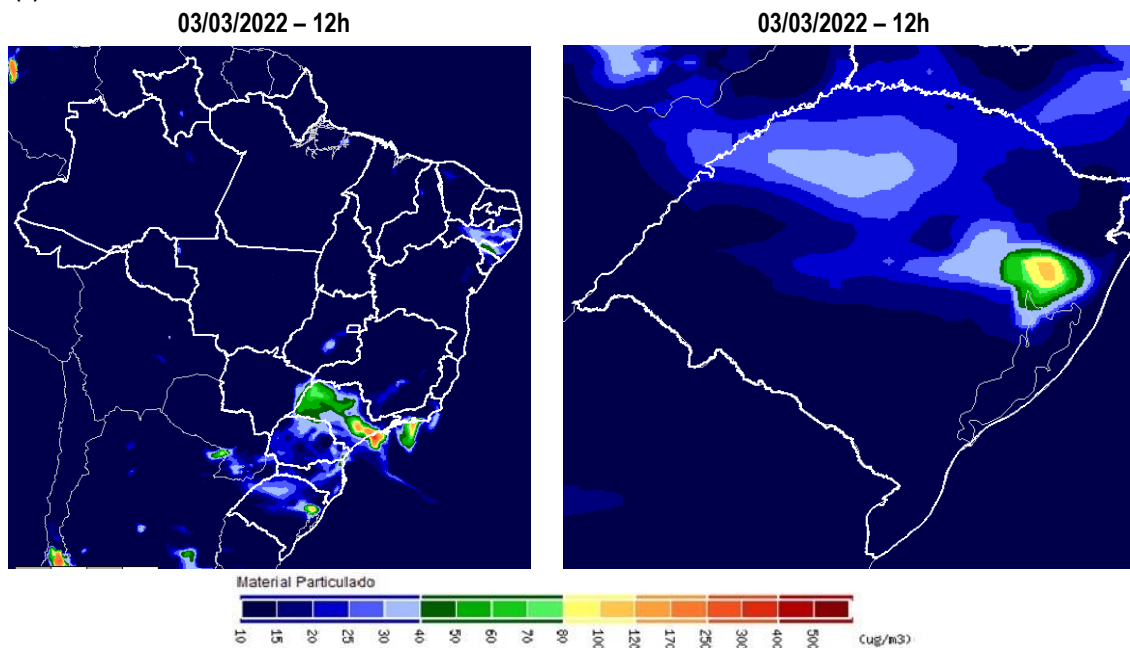 03/03/2022 – 12h
03/03/2022 – 12h
Material Particulado
10 15 20 25 30 40 50 60 70 80 100 120 170 250 300 400 500 (ug/m3)